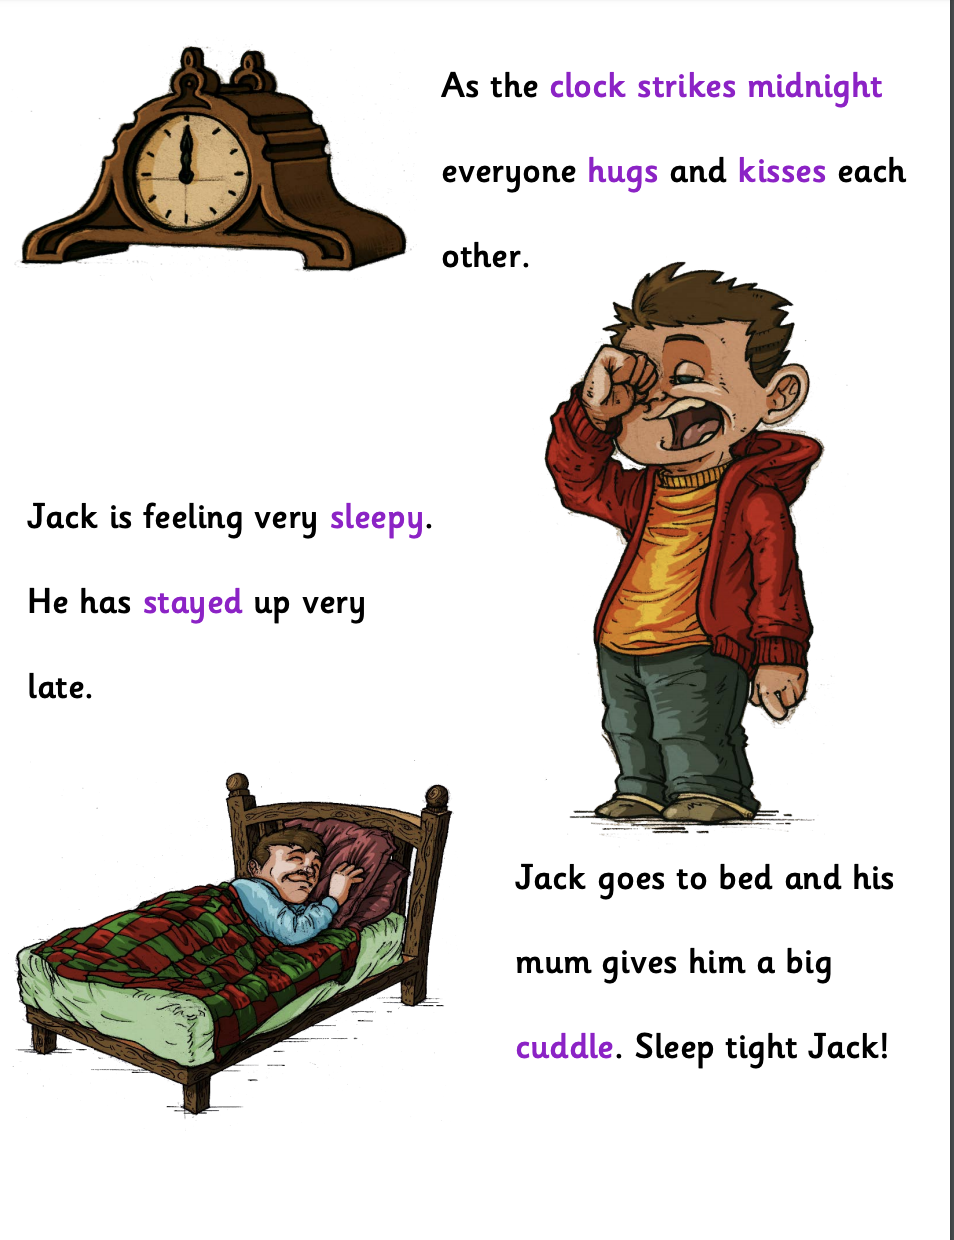 As the clock strikes midnight
everyone hugs and kisses each
other.
Jack is feeling very sleepy.
He has stayed up very
late.
Jack goes to bed and his
mum gives him a big
cuddle. Sleep tight Jack!